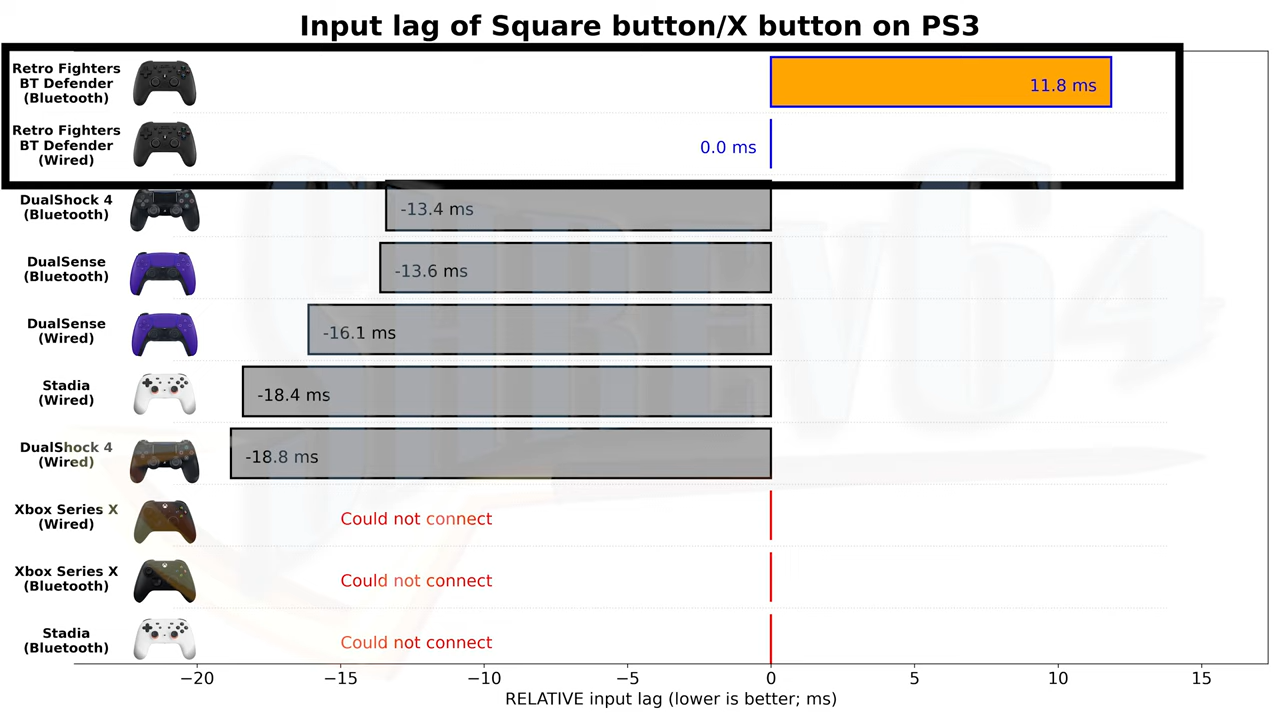 Input lag of Square button/X button on PS3
Retro Fighters
BT Defender
(Bluetooth)
11.8 ms
Retro Fighters
BT Defender
(Wired)
0.0 ms
DualShock 4
(Bluetooth)
-13.4 ms
DualSense
(Bluetooth)
-13.6 ms
DualSense
(Wired)
-16.1 ms
Stadia
(Wired)
-18.4 ms
DualShock 4
(Wired)
-18.8 ms
Xbox Series X
(Wired)
Could not connect
Xbox Series X
(Bluetooth)
Could not connect
Stadia
(Bluetooth)
Could not connect
−20 −15 −10 −5 0 5 10 15
RELATIVE input lag (lower is better; ms)